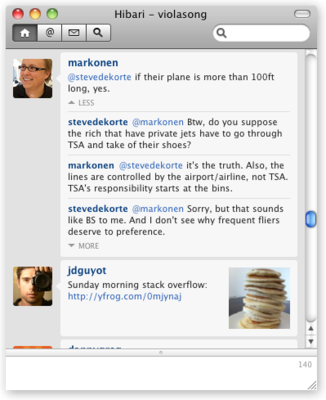 Hibari – violasong
markonen
@stevedekorte if their plane is more than 100ft
long, yes.
LESS
stevedekorte @markonen Btw, do you suppose
the rich that have private jets have to go through
TSA and take of their shoes?
markonen @stevedekorte it's the truth. Also, the
lines are controlled by the airport/airline, not TSA.
TSA's responsibility starts at the bins.
stevedekorte @markonen Sorry, but that sounds
like BS to me. And I don't see why frequent fliers
deserve to preference.
MORE
jdguyot
Sunday morning stack overflow:
http://yfrog.com/0mjynaj
140